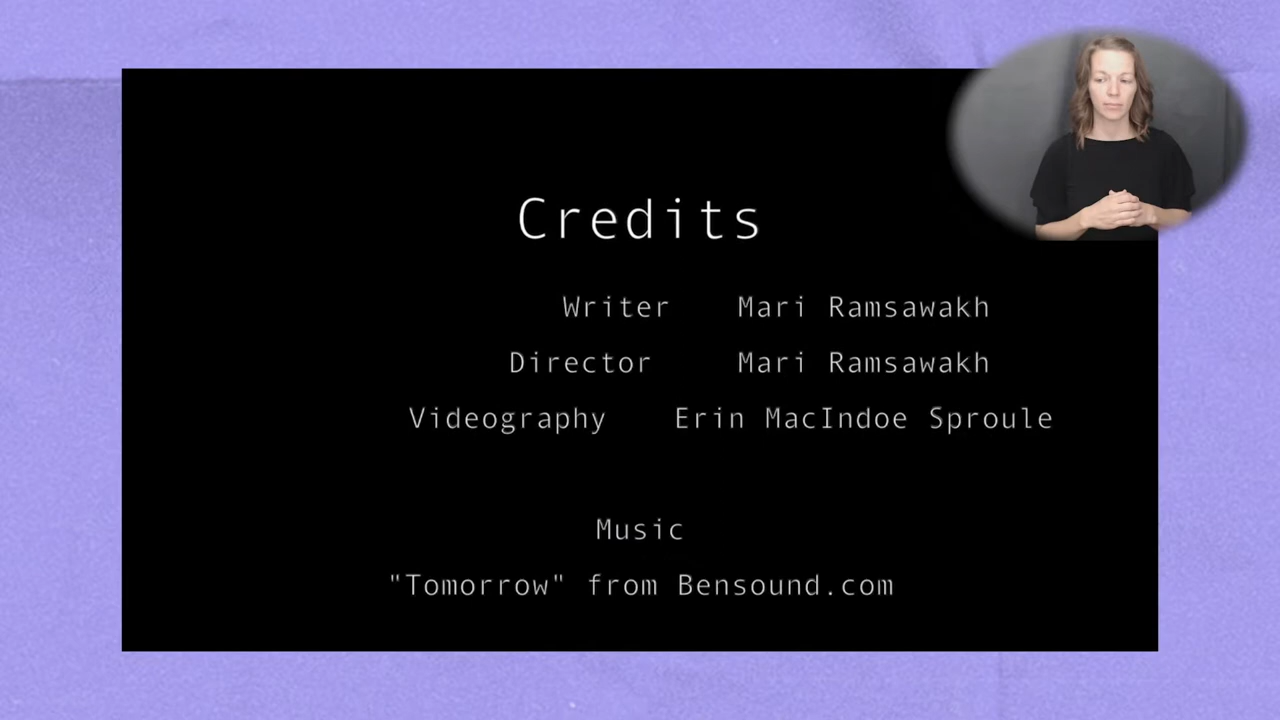 Credits
Writer Mari Ramsawakh
Director Mari Ramsawakh
Videography Erin MacIndoe Sproule
Music
"Tomorrow" from Bensound.com